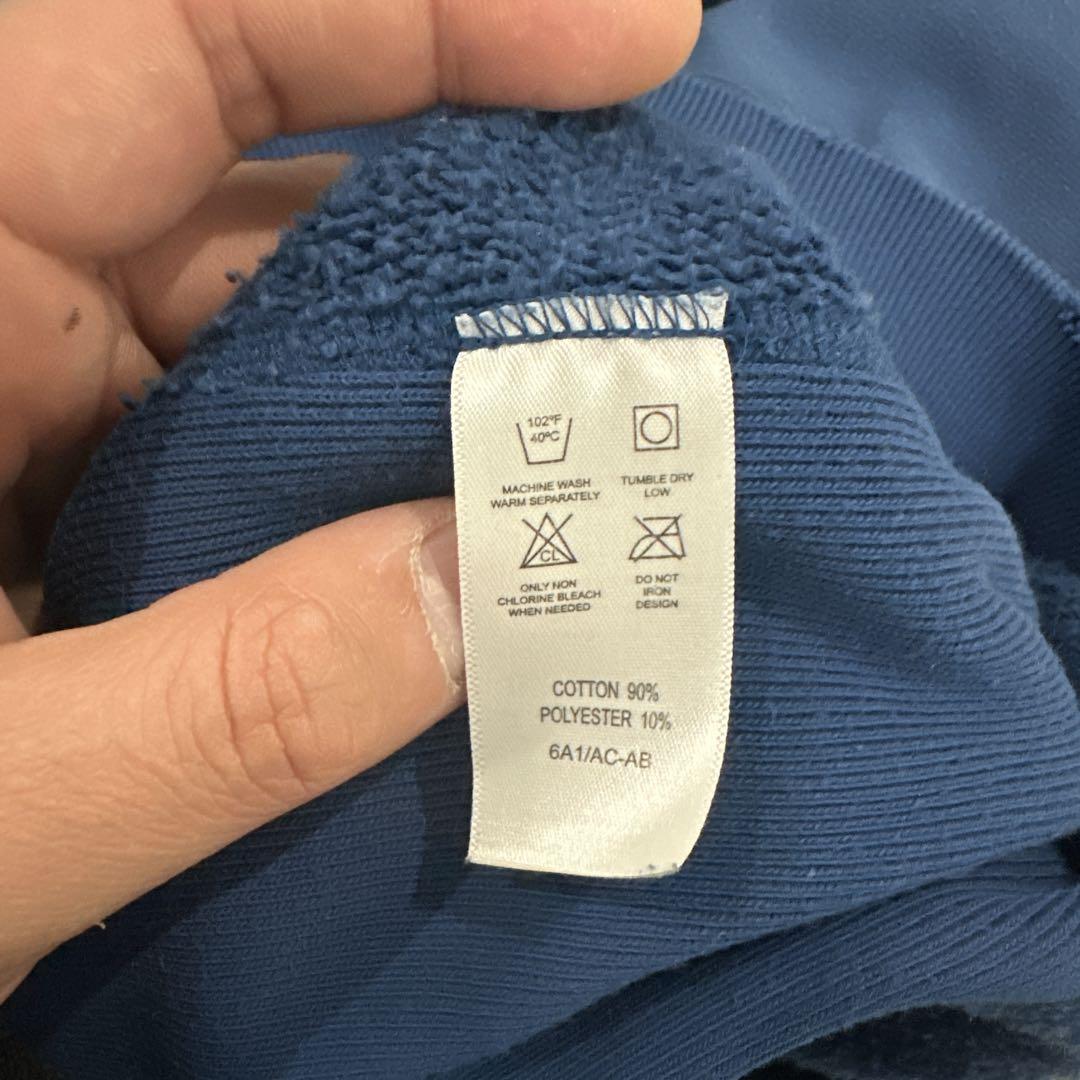 102°F
40°C
MACHINE WASH
WARM SEPARATELY
TUMBLE DRY
LOW
CL
ONLY NON
CHLORINE BLEACH
WHEN NEEDED
DO NOT
IRON
DESIGN
COTTON 90%
POLYESTER 10%
6A1/AC-AB